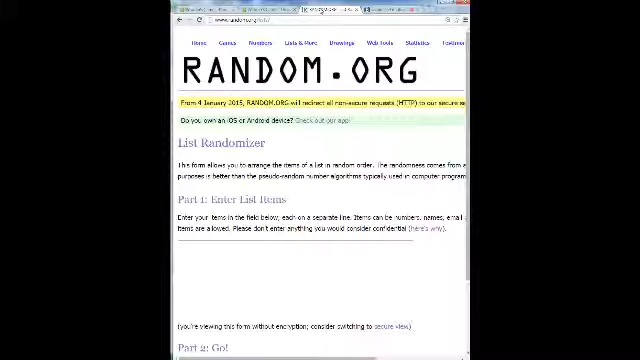 www.random.org/lists/
Home Games Numbers Lists & More Drawings Web Tools Statistics Testimon
RANDOM.ORG
From 4 January 2015, RANDOM.ORG will redirect all non-secure requests (HTTP) to our secure se
Do you own an iOS or Android device? Check out our app!
List Randomizer
This form allows you to arrange the items of a list in random order. The randomness comes from a
purposes is better than the pseudo-random number algorithms typically used in computer program
Part 1: Enter List Items
Enter your items in the field below, each on a separate line. Items can be numbers, names, email
items are allowed. Please don't enter anything you would consider confidential (here's why).
(you're viewing this form without encryption; consider switching to secure view)
Part 2: Go!